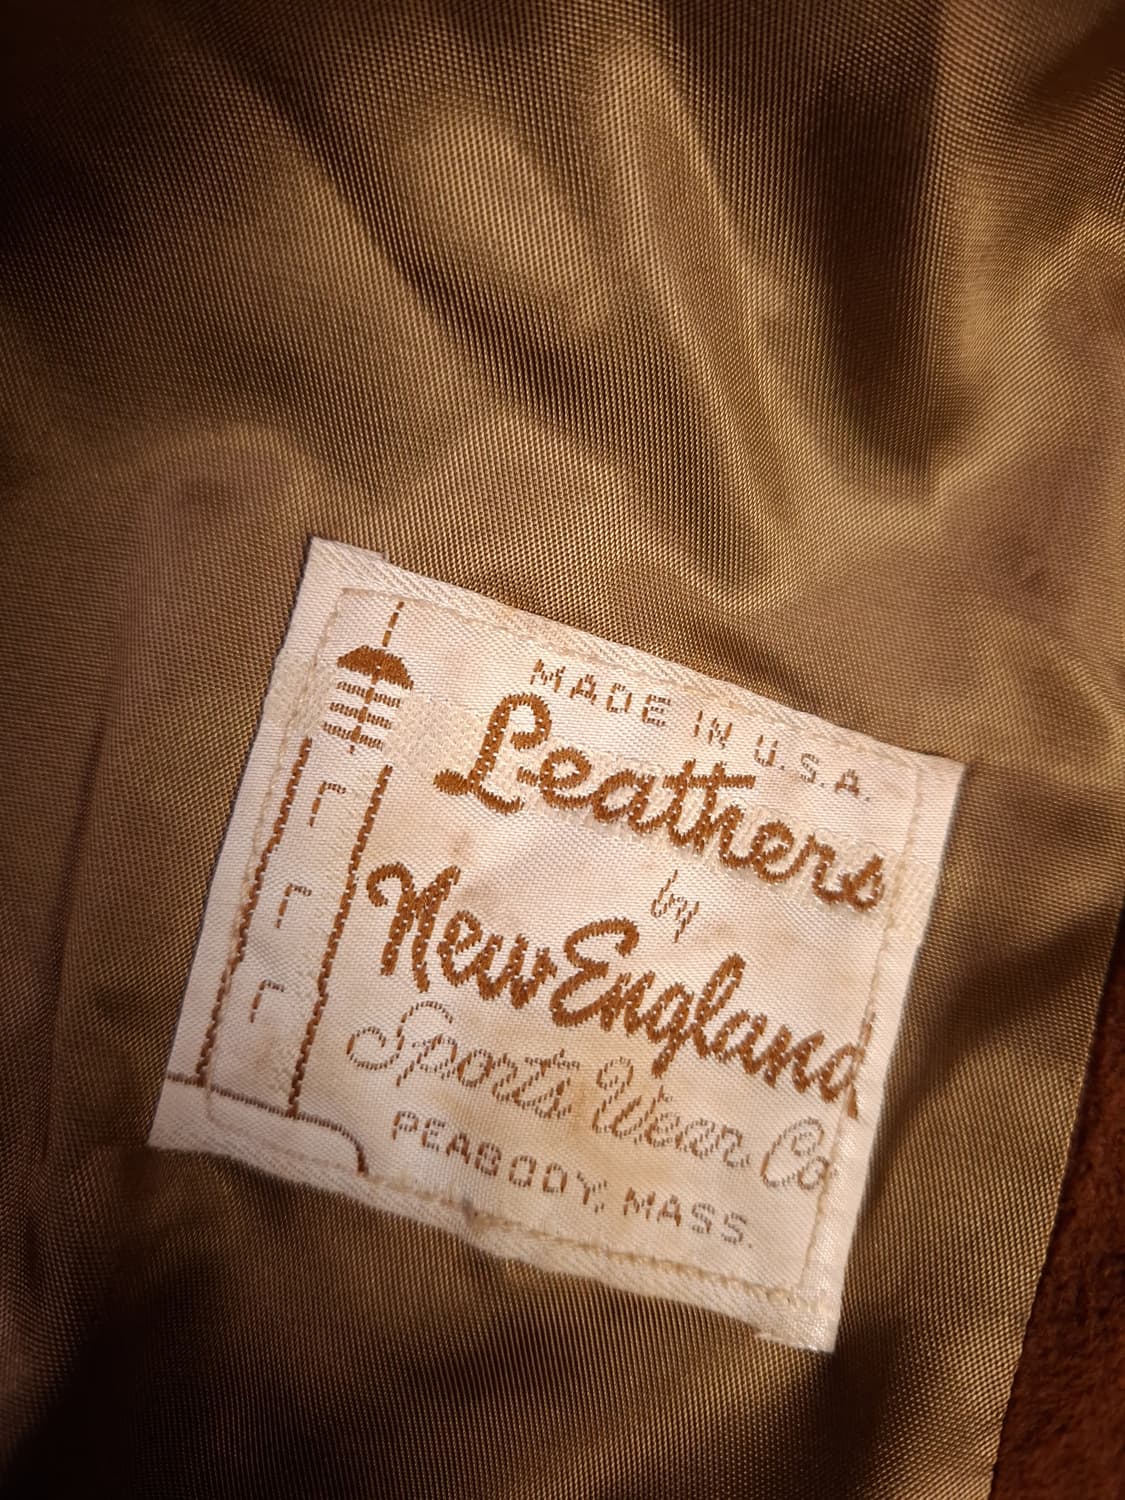 MADE IN U.S.A.
Leathers
by
New England
Sports Wear Co
PEABODY, MASS.